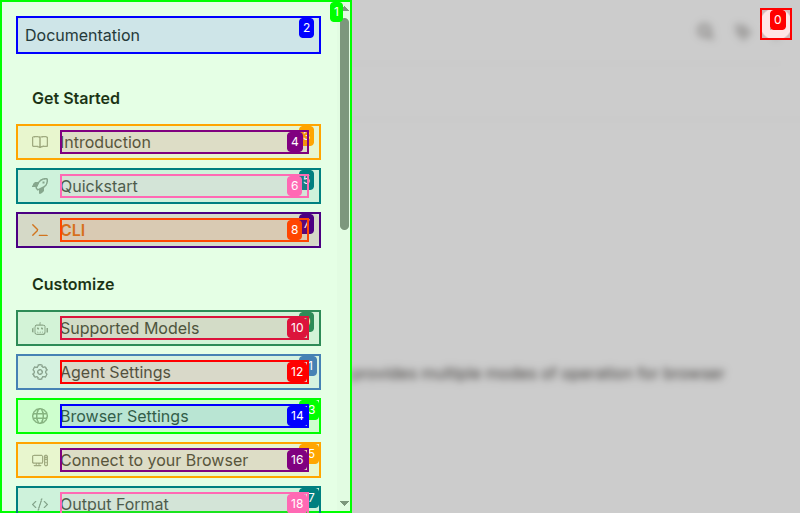 1
0
Documentation 2
Get Started
Introduction 4
Quickstart 6
CLI 8
Customize
Supported Models 10
Agent Settings 12
Browser Settings 14
Connect to your Browser 16
Output Format 18
provides multiple modes of operation for browser